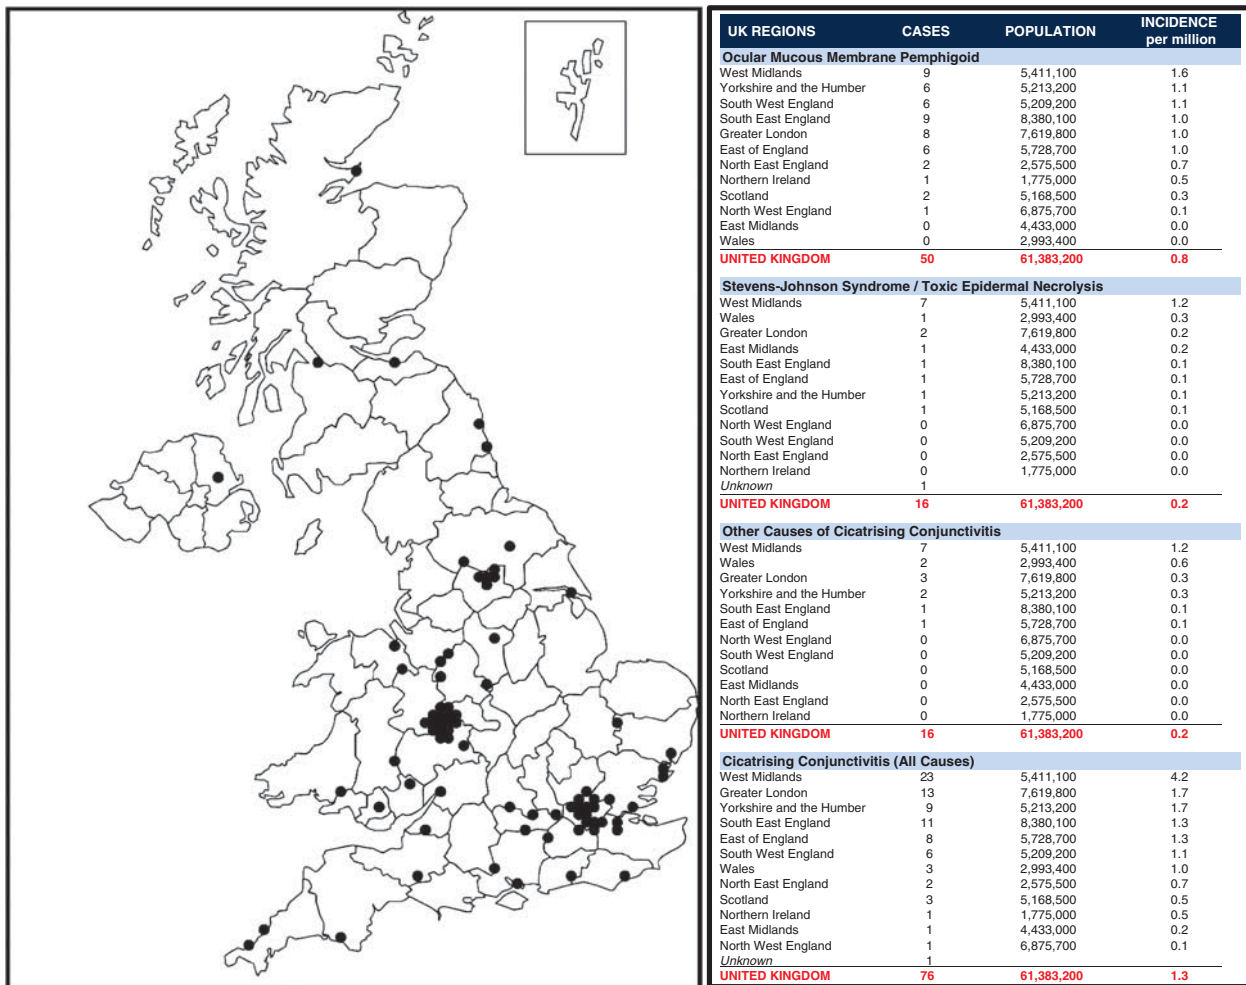 UK REGIONS CASES POPULATION INCIDENCE per million
Ocular Mucous Membrane Pemphigoid
West Midlands 9 5,411,100 1.6
Yorkshire and the Humber 6 5,213,200 1.1
South West England 6 5,209,200 1.1
South East England 9 8,380,100 1.0
Greater London 8 7,619,800 1.0
East of England 6 5,728,700 1.0
North East England 2 2,575,500 0.7
Northern Ireland 1 1,775,000 0.5
Scotland 2 5,168,500 0.3
North West England 1 6,875,700 0.1
East Midlands 0 4,433,000 0.0
Wales 0 2,993,400 0.0
UNITED KINGDOM 50 61,383,200 0.8
Stevens-Johnson Syndrome / Toxic Epidermal Necrolysis
West Midlands 7 5,411,100 1.2
Wales 1 2,993,400 0.3
Greater London 2 7,619,800 0.2
East Midlands 1 4,433,000 0.2
South East England 1 8,380,100 0.1
East of England 1 5,728,700 0.1
Yorkshire and the Humber 1 5,213,200 0.1
Scotland 1 5,168,500 0.1
North West England 0 6,875,700 0.0
South West England 0 5,209,200 0.0
North East England 0 2,575,500 0.0
Northern Ireland 0 1,775,000 0.0
Unknown 1
UNITED KINGDOM 16 61,383,200 0.2
Other Causes of Cicatrising Conjunctivitis
West Midlands 7 5,411,100 1.2
Wales 2 2,993,400 0.6
Greater London 3 7,619,800 0.3
Yorkshire and the Humber 2 5,213,200 0.3
South East England 1 8,380,100 0.1
East of England 1 5,728,700 0.1
North West England 0 6,875,700 0.0
South West England 0 5,209,200 0.0
Scotland 0 5,168,500 0.0
East Midlands 0 4,433,000 0.0
North East England 0 2,575,500 0.0
Northern Ireland 0 1,775,000 0.0
UNITED KINGDOM 16 61,383,200 0.2
Cicatrising Conjunctivitis (All Causes)
West Midlands 23 5,411,100 4.2
Greater London 13 7,619,800 1.7
Yorkshire and the Humber 9 5,213,200 1.7
South East England 11 8,380,100 1.3
East of England 8 5,728,700 1.3
South West England 6 5,209,200 1.1
Wales 3 2,993,400 1.0
North East England 2 2,575,500 0.7
Scotland 3 5,168,500 0.5
Northern Ireland 1 1,775,000 0.5
East Midlands 1 4,433,000 0.2
North West England 1 6,875,700 0.1
Unknown 1
UNITED KINGDOM 76 61,383,200 1.3